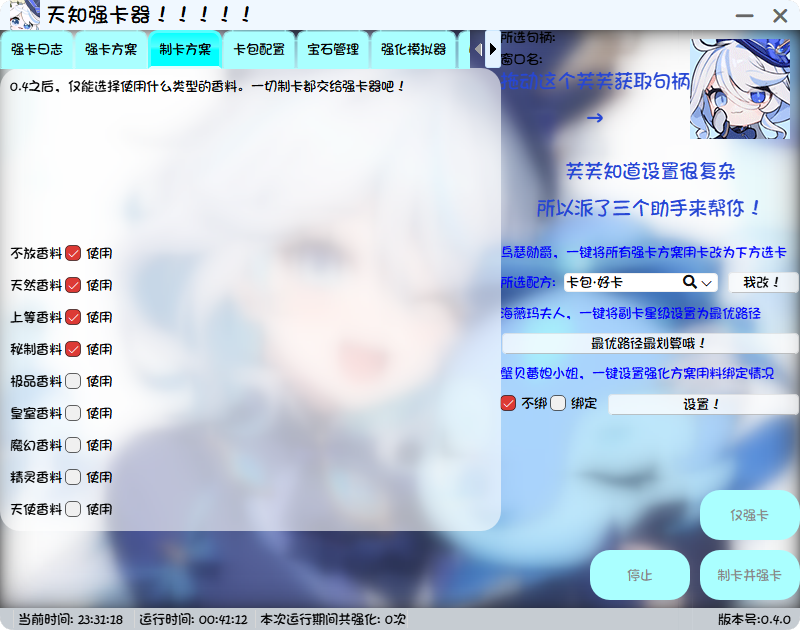 天知强卡器！！！！！
强卡日志 强卡方案 制卡方案 卡包配置 宝石管理 强化模拟器
0.4之后，仅能选择使用什么类型的香料。一切制卡都交给强卡器吧！
不放香料 使用
天然香料 使用
上等香料 使用
秘制香料 使用
极品香料 使用
皇室香料 使用
魔幻香料 使用
精灵香料 使用
天使香料 使用
所选句柄:
窗口名:
拖动这个芙芙获取句柄
→
芙芙知道设置很复杂
所以派了三个助手来帮你！
乌瑟勋爵，一键将所有强卡方案用卡改为下方选卡
所选配方: 卡包·好卡 我改！
海薇玛夫人，一键将副卡星级设置为最优路径
最优路径最划算哦！
蟹贝蕾妲小姐，一键设置强化方案用料绑定情况
不绑 绑定 设置！
仅强卡
停止 制卡并强卡
当前时间: 23:31:18 运行时间: 00:41:12 本次运行期间共强化: 0次 版本号:0.4.0